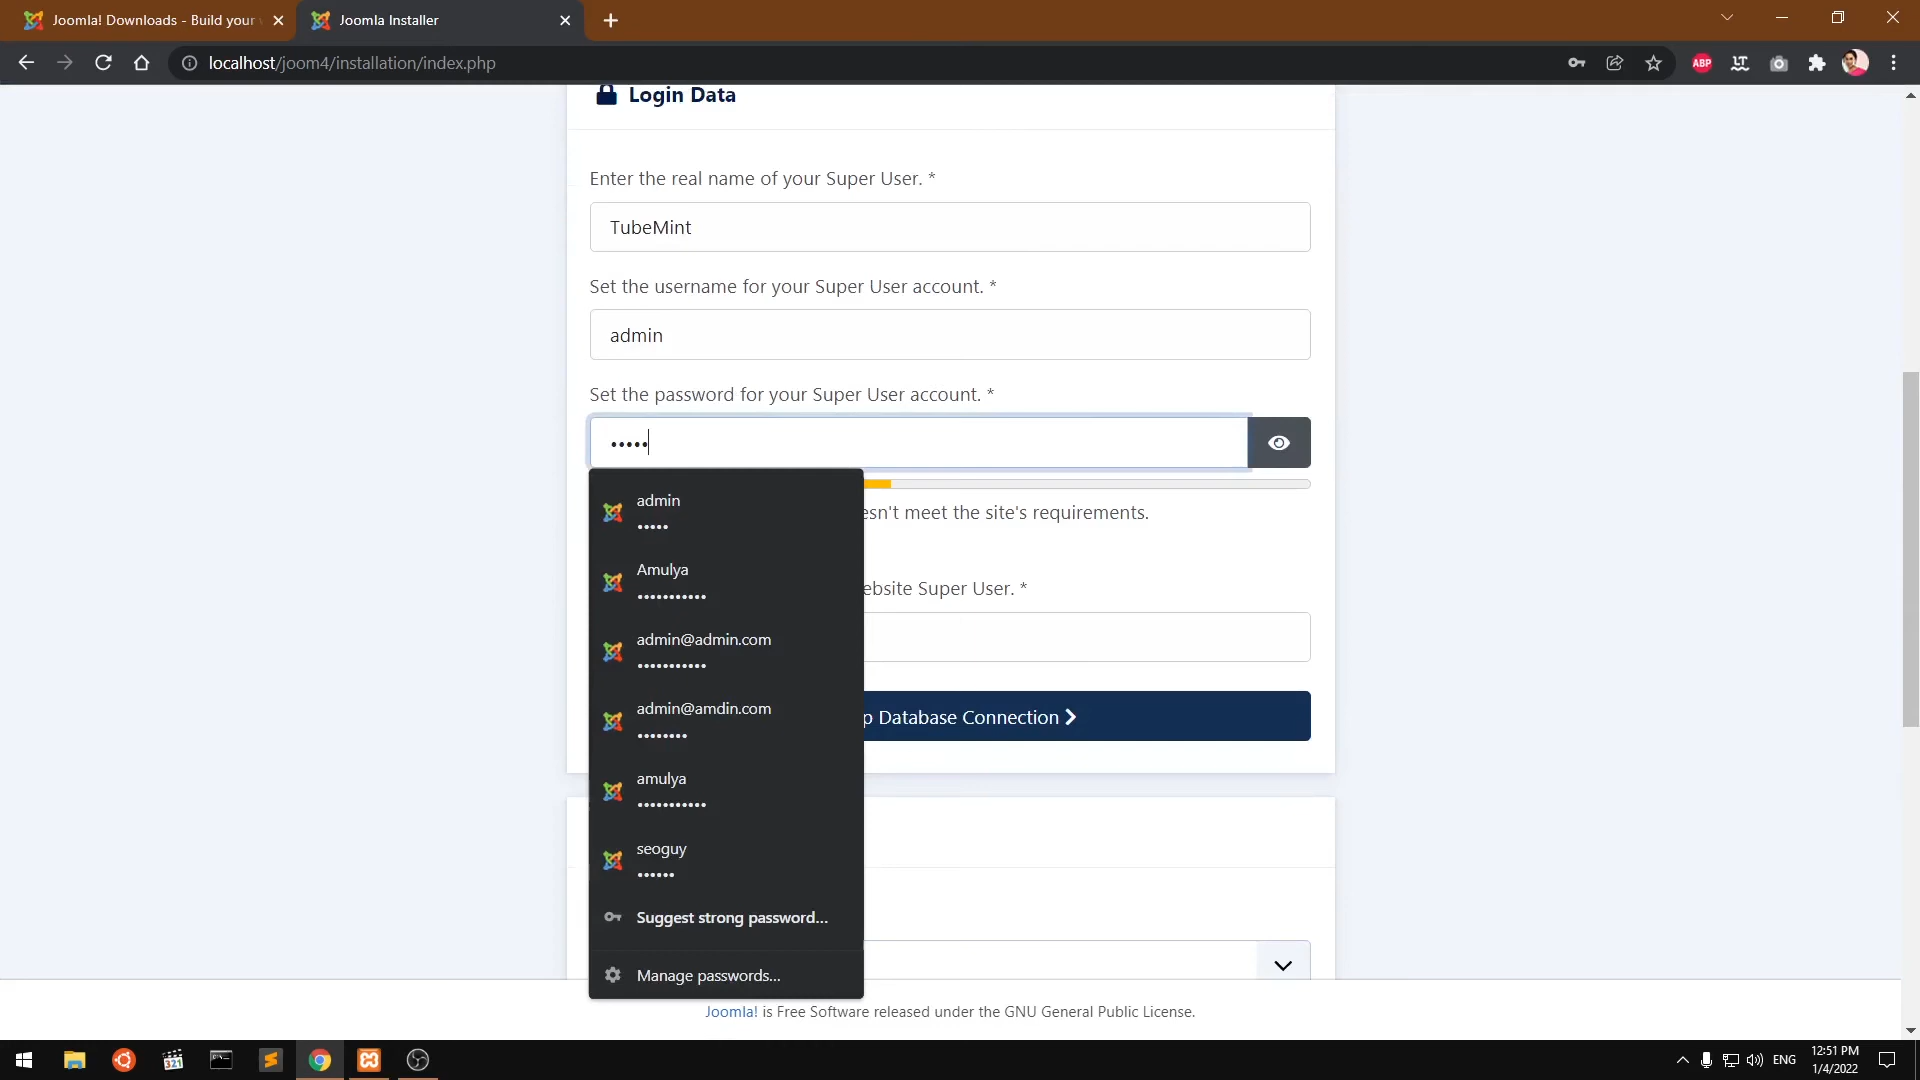 Joomla! Downloads - Build your
Joomla Installer
localhost/joom4/installation/index.php
ABP
Login Data
Enter the real name of your Super User. *
TubeMint
Set the username for your Super User account. *
admin
Set the password for your Super User account. *
•••••
admin
•••••
esn't meet the site's requirements.
Amulya
•••••••••••
ebsite Super User. *
admin@admin.com
•••••••••••
admin@amdin.com
••••••••
p Database Connection
amulya
•••••••••••
seoguy
••••••
Suggest strong password...
Manage passwords...
Joomla! is Free Software released under the GNU General Public License.
321
ENG
12:51 PM
1/4/2022